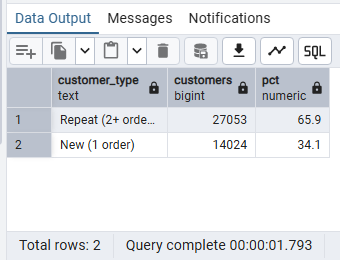 Data Output Messages Notifications
SQL
customer_type customers pct
text bigint numeric
1 Repeat (2+ orde... 27053 65.9
2 New (1 order) 14024 34.1
Total rows: 2 Query complete 00:00:01.793